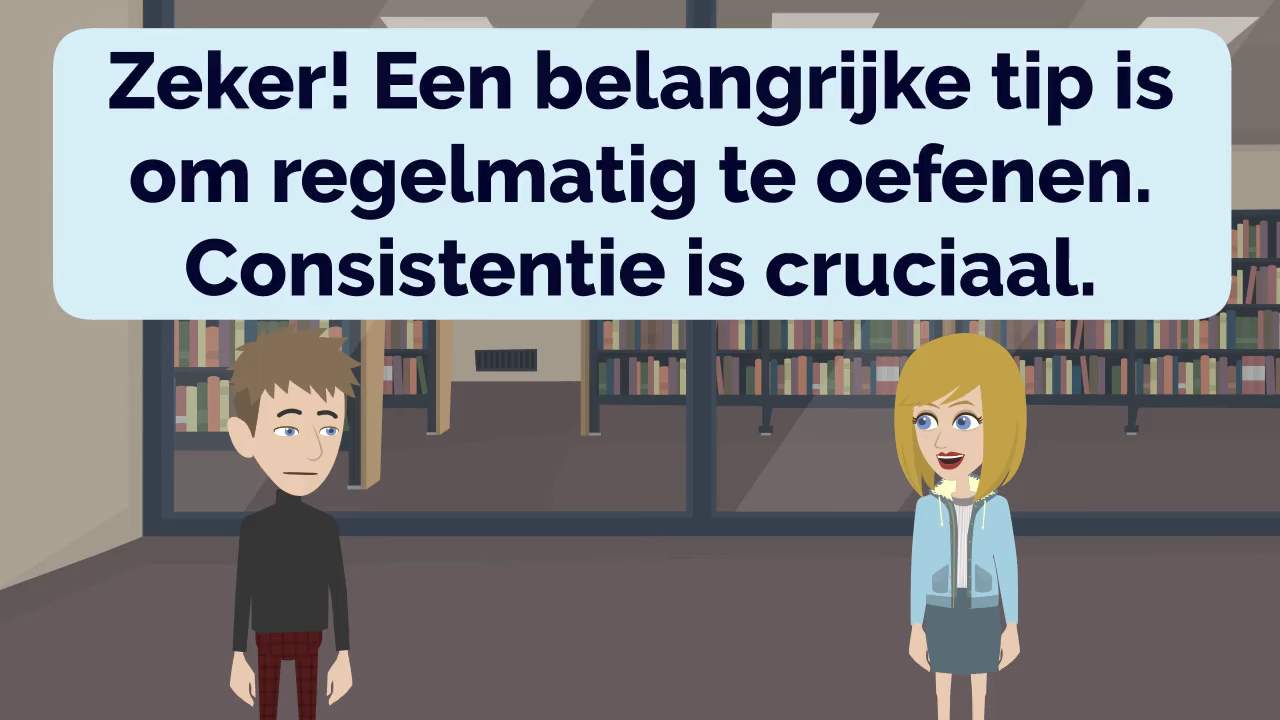 Zeker! Een belangrijke tip is
om regelmatig te oefenen.
Consistentie is cruciaal.